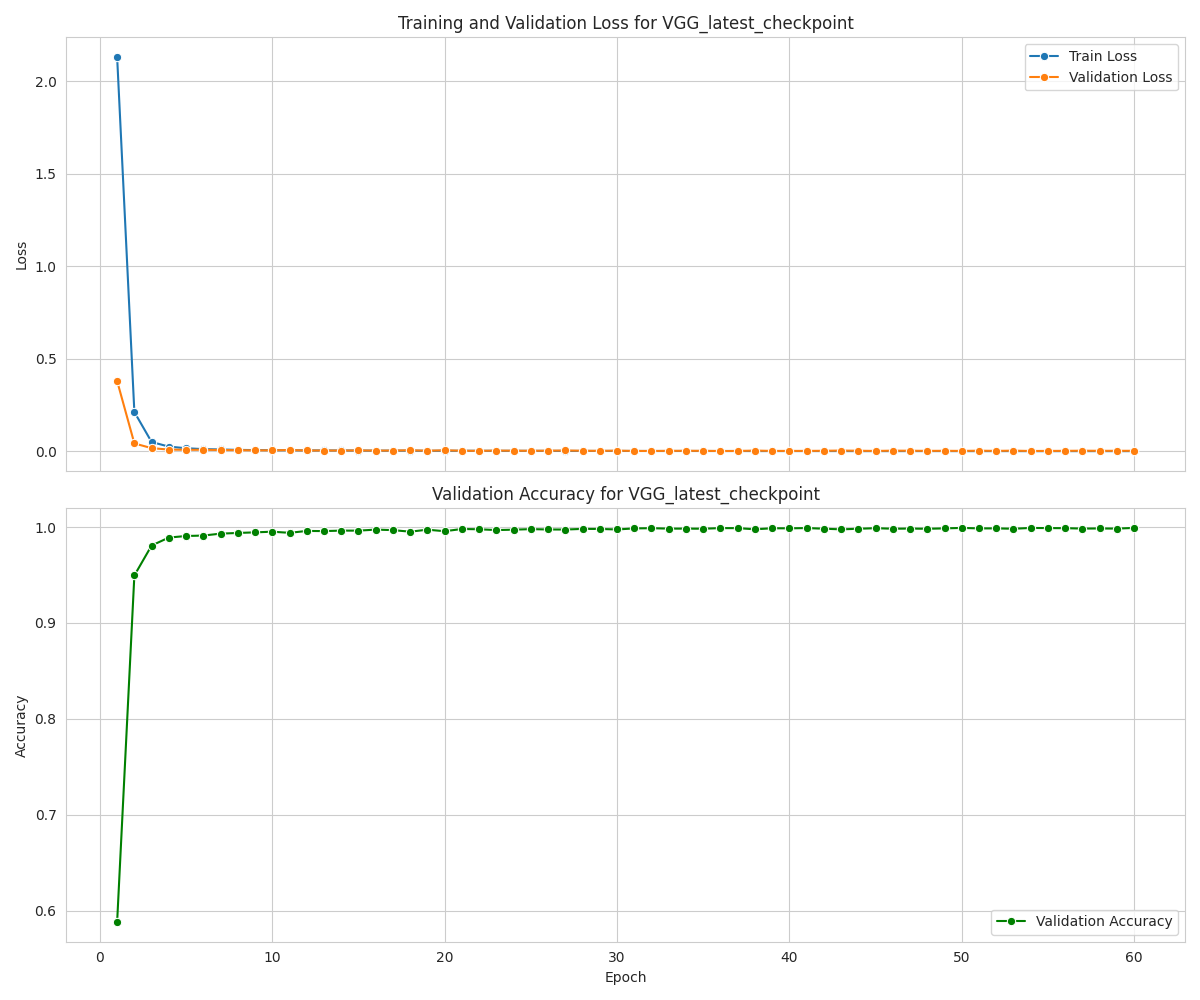 Training and Validation Loss for VGG_latest_checkpoint
Train Loss
Validation Loss
2.0
1.5
1.0
0.5
0.0
Loss
Validation Accuracy for VGG_latest_checkpoint
1.0
0.9
0.8
0.7
0.6
Accuracy
Validation Accuracy
0 10 20 30 40 50 60
Epoch